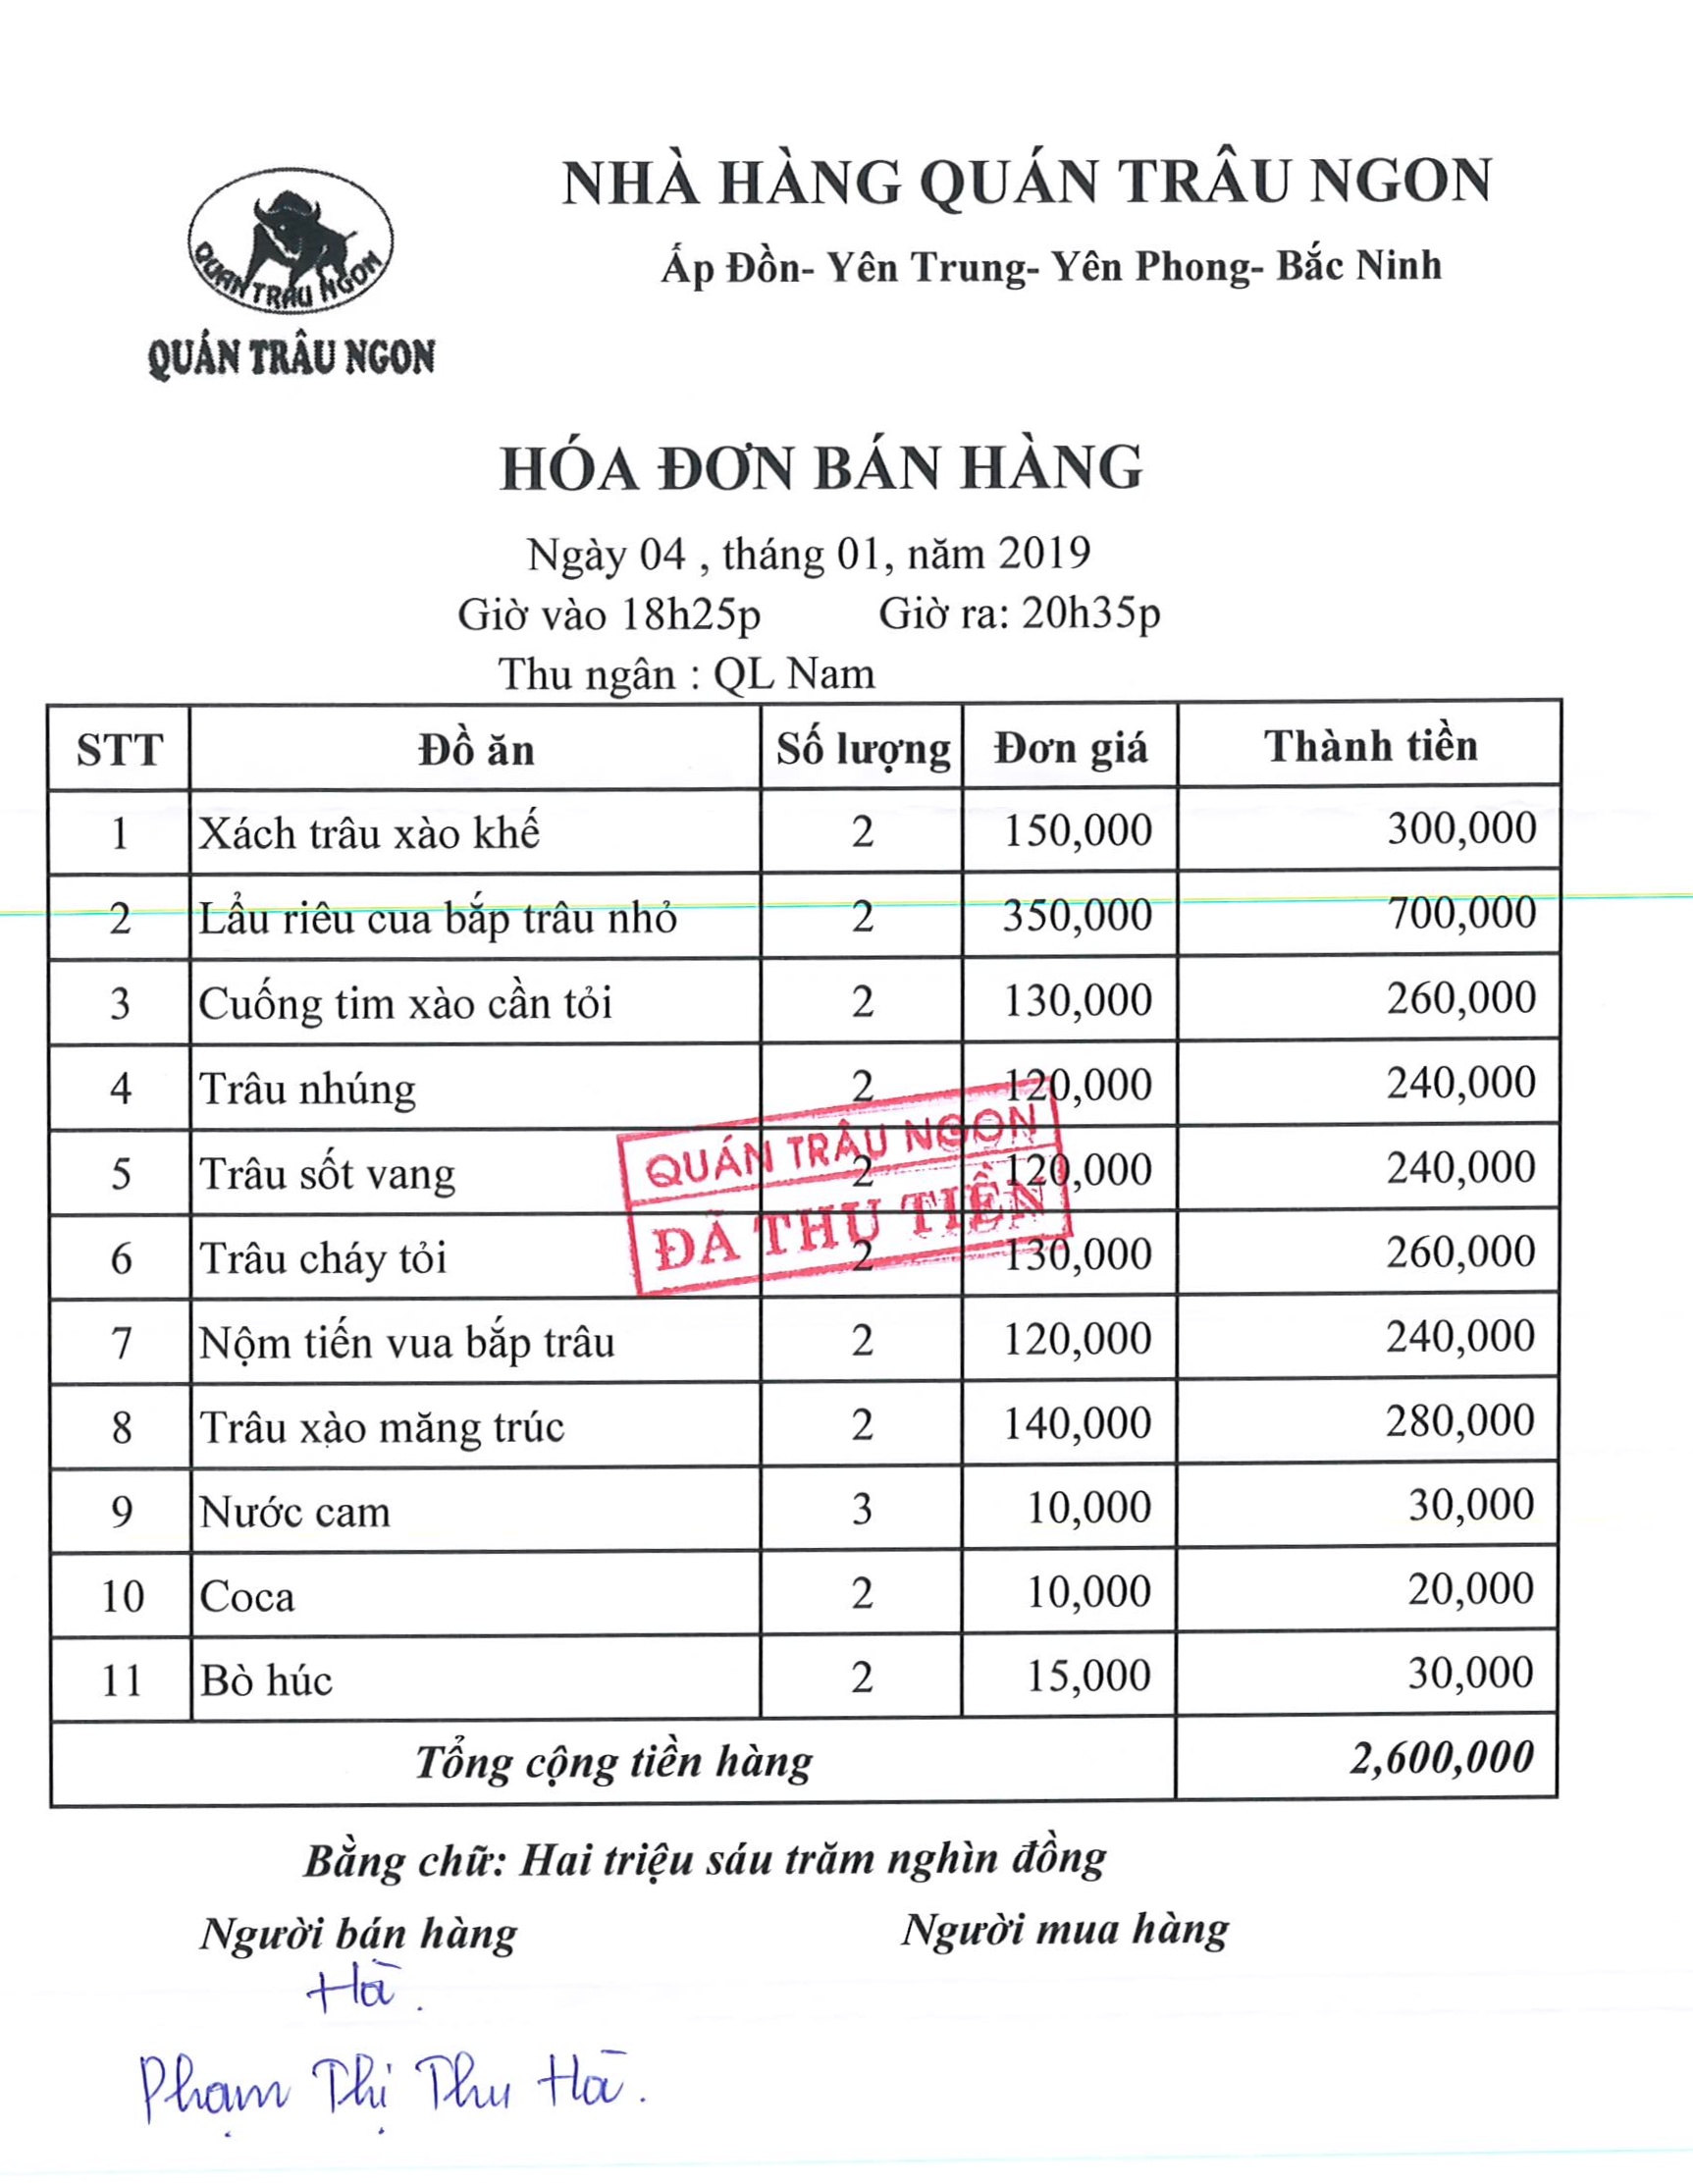 NHÀ HÀNG QUÁN TRÂU NGON
Ấp Đồn- Yên Trung- Yên Phong- Bắc Ninh
QUÁN TRÂU NGON
QUÁN TRÂU NGON
HÓA ĐƠN BÁN HÀNG
Ngày 04 , tháng 01, năm 2019
Giờ vào 18h25p Giờ ra: 20h35p
Thu ngân : QL Nam
STT Đồ ăn Số lượng Đơn giá Thành tiền
1 Xách trâu xào khế 2 150,000 300,000
2 Lẩu riêu cua bắp trâu nhỏ 2 350,000 700,000
3 Cuống tim xào cần tỏi 2 130,000 260,000
4 Trâu nhúng 2 120,000 240,000
5 Trâu sốt vang 2 120,000 240,000
6 Trâu cháy tỏi 2 130,000 260,000
QUÁN TRÂU NGON
ĐÃ THU TIỀN
7 Nộm tiến vua bắp trâu 2 120,000 240,000
8 Trâu xào măng trúc 2 140,000 280,000
9 Nước cam 3 10,000 30,000
10 Coca 2 10,000 20,000
11 Bò húc 2 15,000 30,000
Tổng cộng tiền hàng 2,600,000
Bằng chữ: Hai triệu sáu trăm nghìn đồng
Người bán hàng Người mua hàng
Hà.
Phạm Thị Thu Hà.